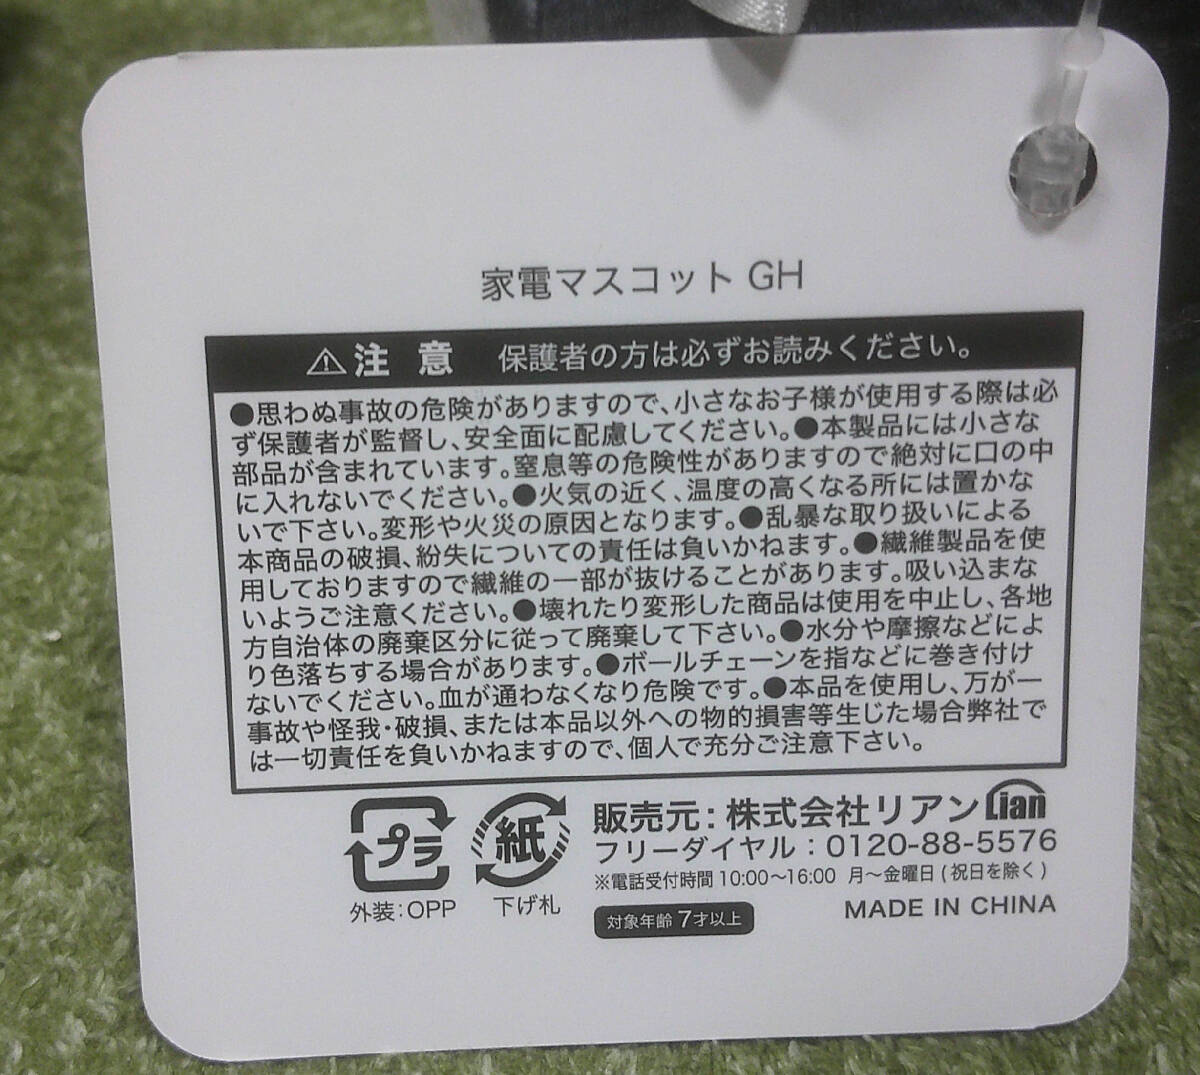 家電マスコット GH
⚠注 意 保護者の方は必ずお読みください。
●思わぬ事故の危険がありますので、小さなお子様が使用する際は必
ず保護者が監督し、安全面に配慮してください。●本製品には小さな
部品が含まれています。窒息等の危険性がありますので絶対に口の中
に入れないでください。●火気の近く、温度の高くなる所には置かな
いで下さい。変形や火災の原因となります。●乱暴な取り扱いによる
本商品の破損、紛失についての責任は負いかねます。●繊維製品を使
用しておりますので繊維の一部が抜けることがあります。吸い込まな
いようご注意ください。●壊れたり変形した商品は使用を中止し、各地
方自治体の廃棄区分に従って廃棄して下さい。●水分や摩擦などによ
り色落ちする場合があります。●ボールチェーンを指などに巻き付け
ないでください。血が通わなくなり危険です。●本品を使用し、万が一
事故や怪我・破損、または本品以外への物的損害等生じた場合弊社で
は一切責任を負いかねますので、個人で充分ご注意下さい。
プラ
外装:OPP
紙
下げ札
販売元:株式会社リアン Lian
フリーダイヤル:0120-88-5576
※電話受付時間 10:00〜16:00 月〜金曜日(祝日を除く)
対象年齢 7才以上
MADE IN CHINA